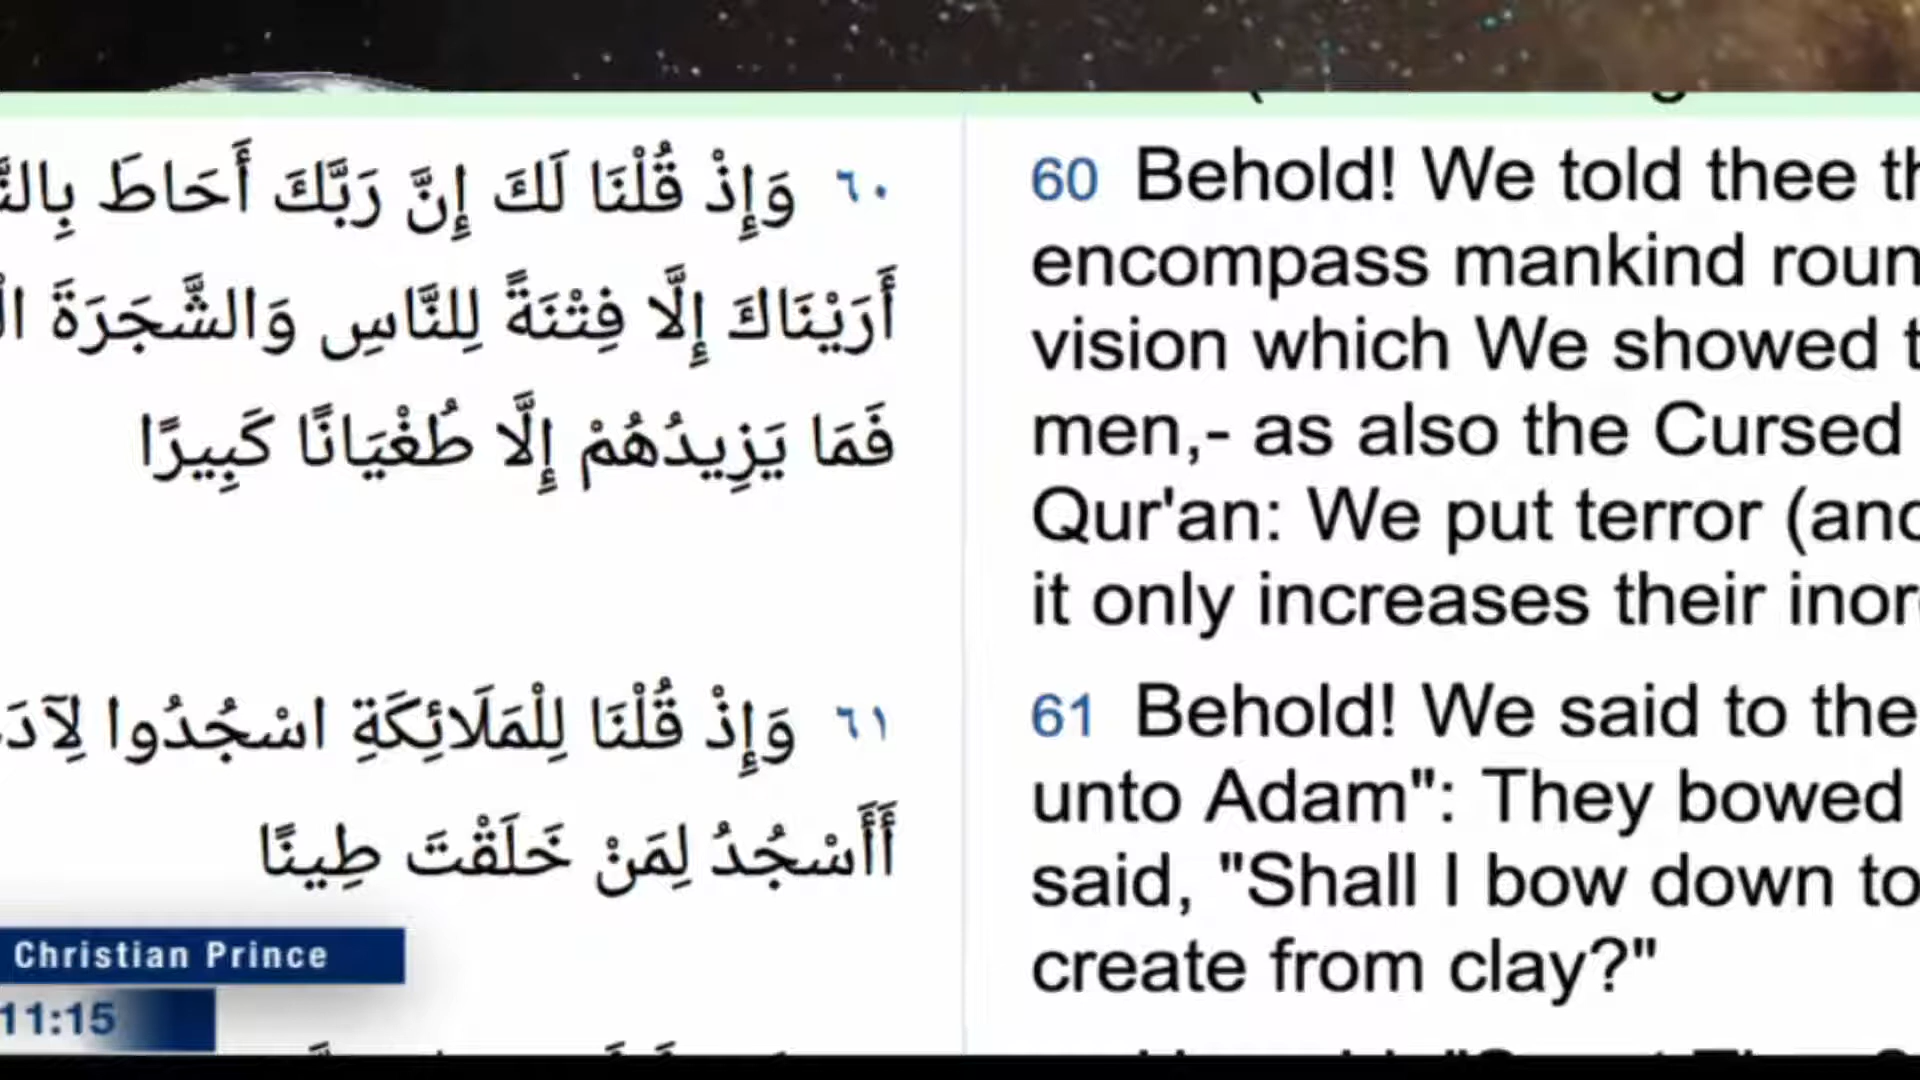 ٦٠ وَإِذْ قُلْنَا لَكَ إِنَّ رَبَّكَ أَحَاطَ
أَرَيْنَاكَ إِلَّا فِتْنَةً لِلنَّاسِ وَالشَّجَرَةَ
فَمَا يَزِيدُهُمْ إِلَّا طُغْيَانًا كَبِيرًا
٦١ وَإِذْ قُلْنَا لِلْمَلَائِكَةِ اسْجُدُوا
أَأَسْجُدُ لِمَنْ خَلَقْتَ طِينًا
60 Behold! We told thee
encompass mankind
vision which We showed
men,- as also the Cursed
Qur'an: We put terror
it only increases their
61 Behold! We said to the
unto Adam": They bowed
said, "Shall I bow down to
create from clay?"
Christian Prince
11:15